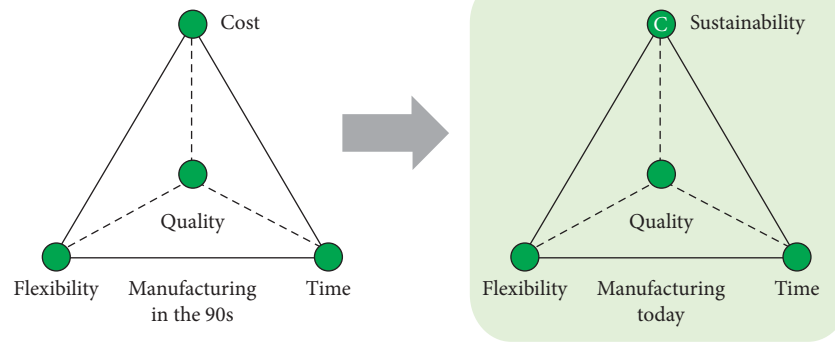 Cost
Quality
Flexibility
Manufacturing
in the 90s
Time
C
Sustainability
Quality
Flexibility
Manufacturing
today
Time